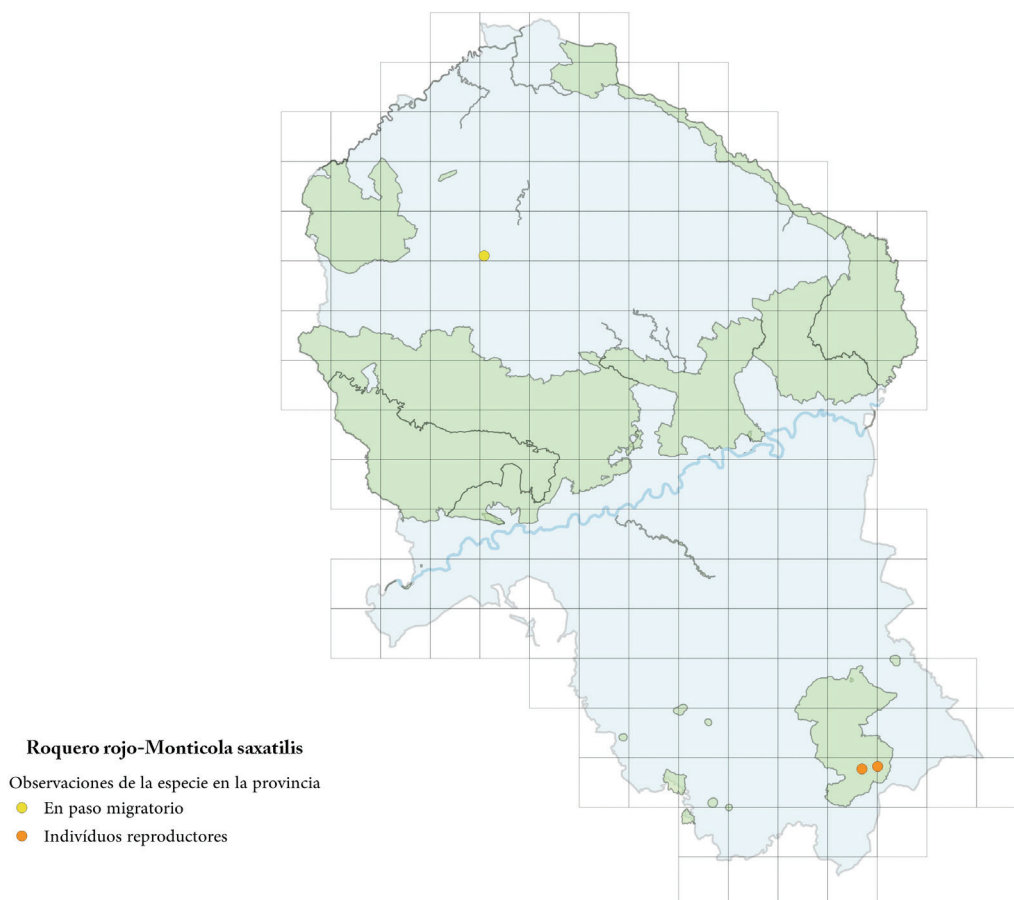 Roquero rojo-Monticola saxatilis
Observaciones de la especie en la provincia
En paso migratorio
Indivíduos reproductores